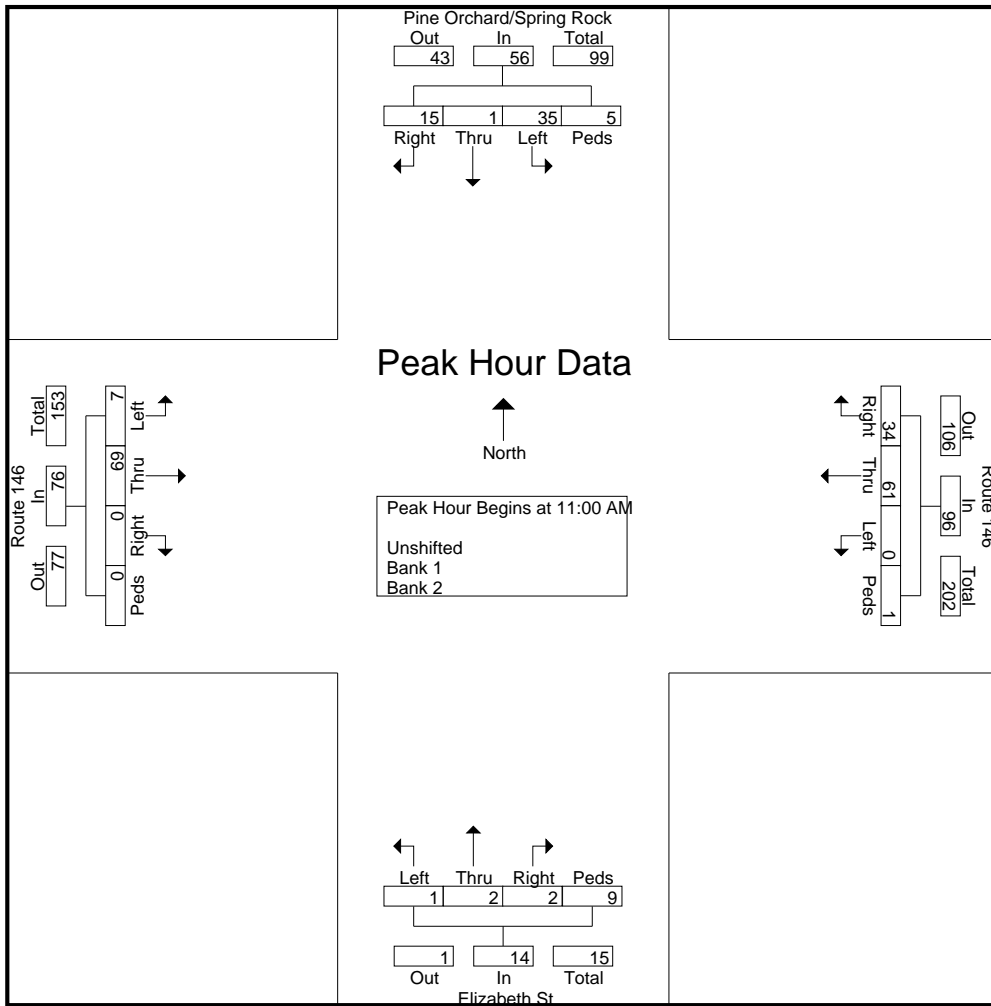 Pine Orchard/Spring Rock
Out In Total
43 56 99
15 1 35 5
Right Thru Left Peds
Peak Hour Data
North
Peak Hour Begins at 11:00 AM
Unshifted
Bank 1
Bank 2
Route 146
Out In Total
77 76 153
Left Thru Right Peds
7 69 0 0
Route 146
Out In Total
106 96 202
34 61 0 1
Right Thru Left Peds
Left Thru Right Peds
1 2 2 9
1 14 15
Out In Total
Elizabeth St